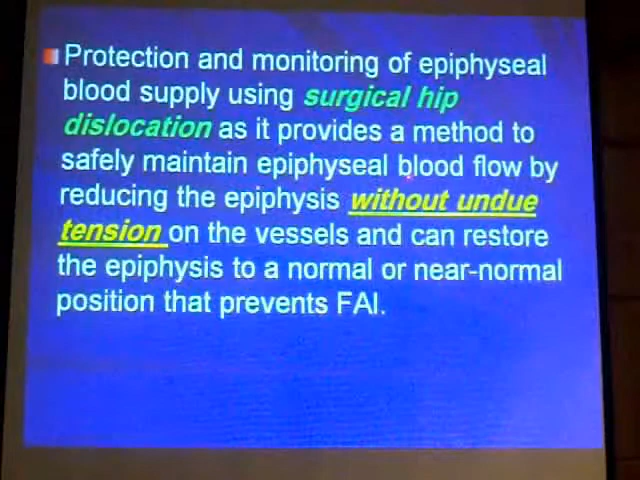 Protection and monitoring of epiphyseal
blood supply using surgical hip
dislocation as it provides a method to
safely maintain epiphyseal blood flow by
reducing the epiphysis without undue
tension on the vessels and can restore
the epiphysis to a normal or near-normal
position that prevents FAI.